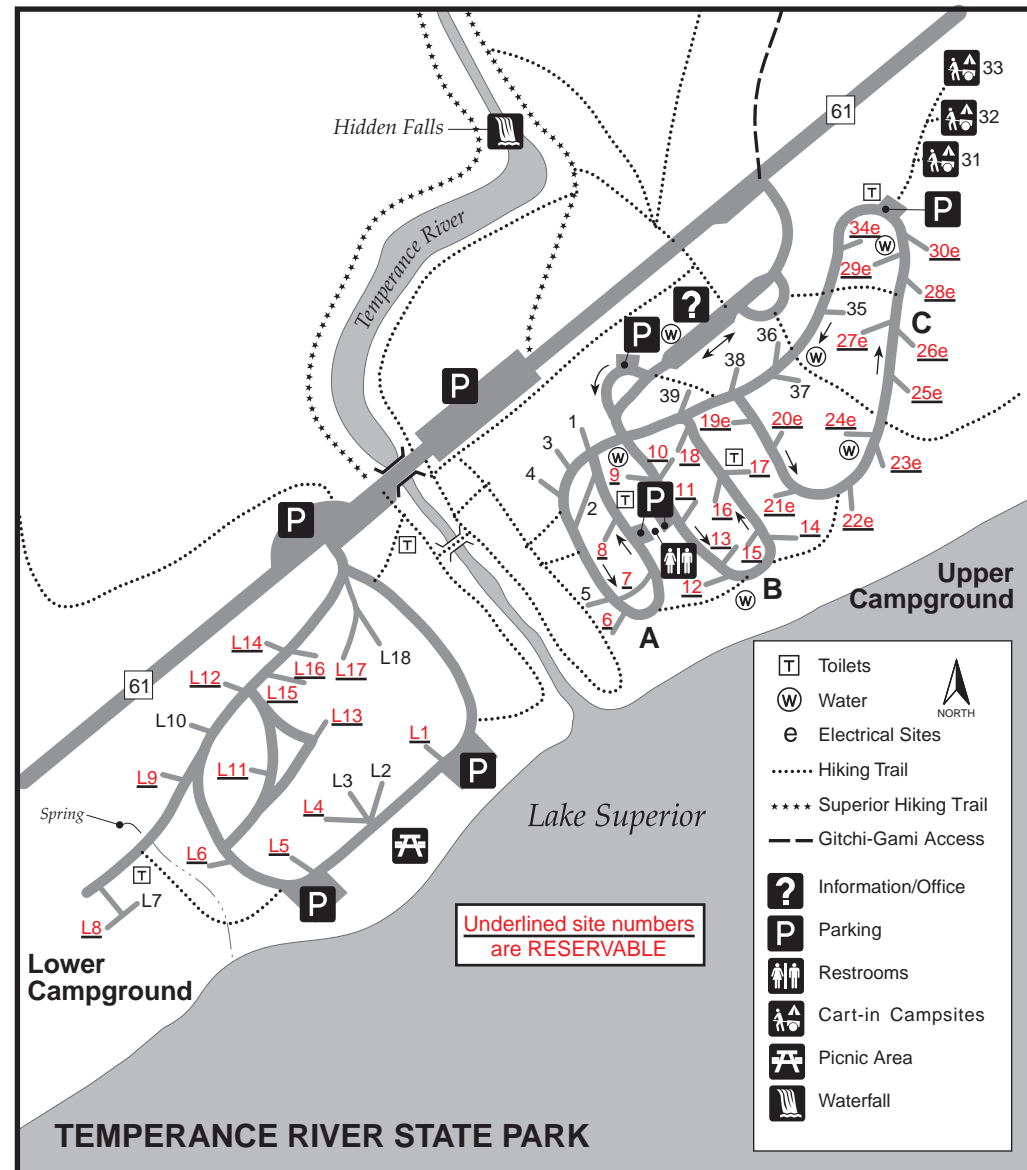 33
61
32
Hidden Falls
31
T
P
34e
W
30e
29e
Temperance River
28e
?
35
C
P
W
36
27e
W
26e
38
37
P
25e
39
1
19e
20e
24e
3
W
10
18
T
W
23e
4
9
17
P
11
T
P
2
16
21e
22e
14
T
8
13
15
7
12
5
B
W
Upper
Campground
6
A
L14
L18
L16
L17
61
L12
L15
L10
L13
L1
P
L9
L11
L3
L2
Spring
L4
Lake Superior
L6
L5
T
L7
P
L8
Underlined site numbers
are RESERVABLE
Lower
Campground
T Toilets
W Water
NORTH
e Electrical Sites
Hiking Trail
Superior Hiking Trail
Gitchi-Gami Access
? Information/Office
P Parking
Restrooms
Cart-in Campsites
Picnic Area
Waterfall
TEMPERANCE RIVER STATE PARK